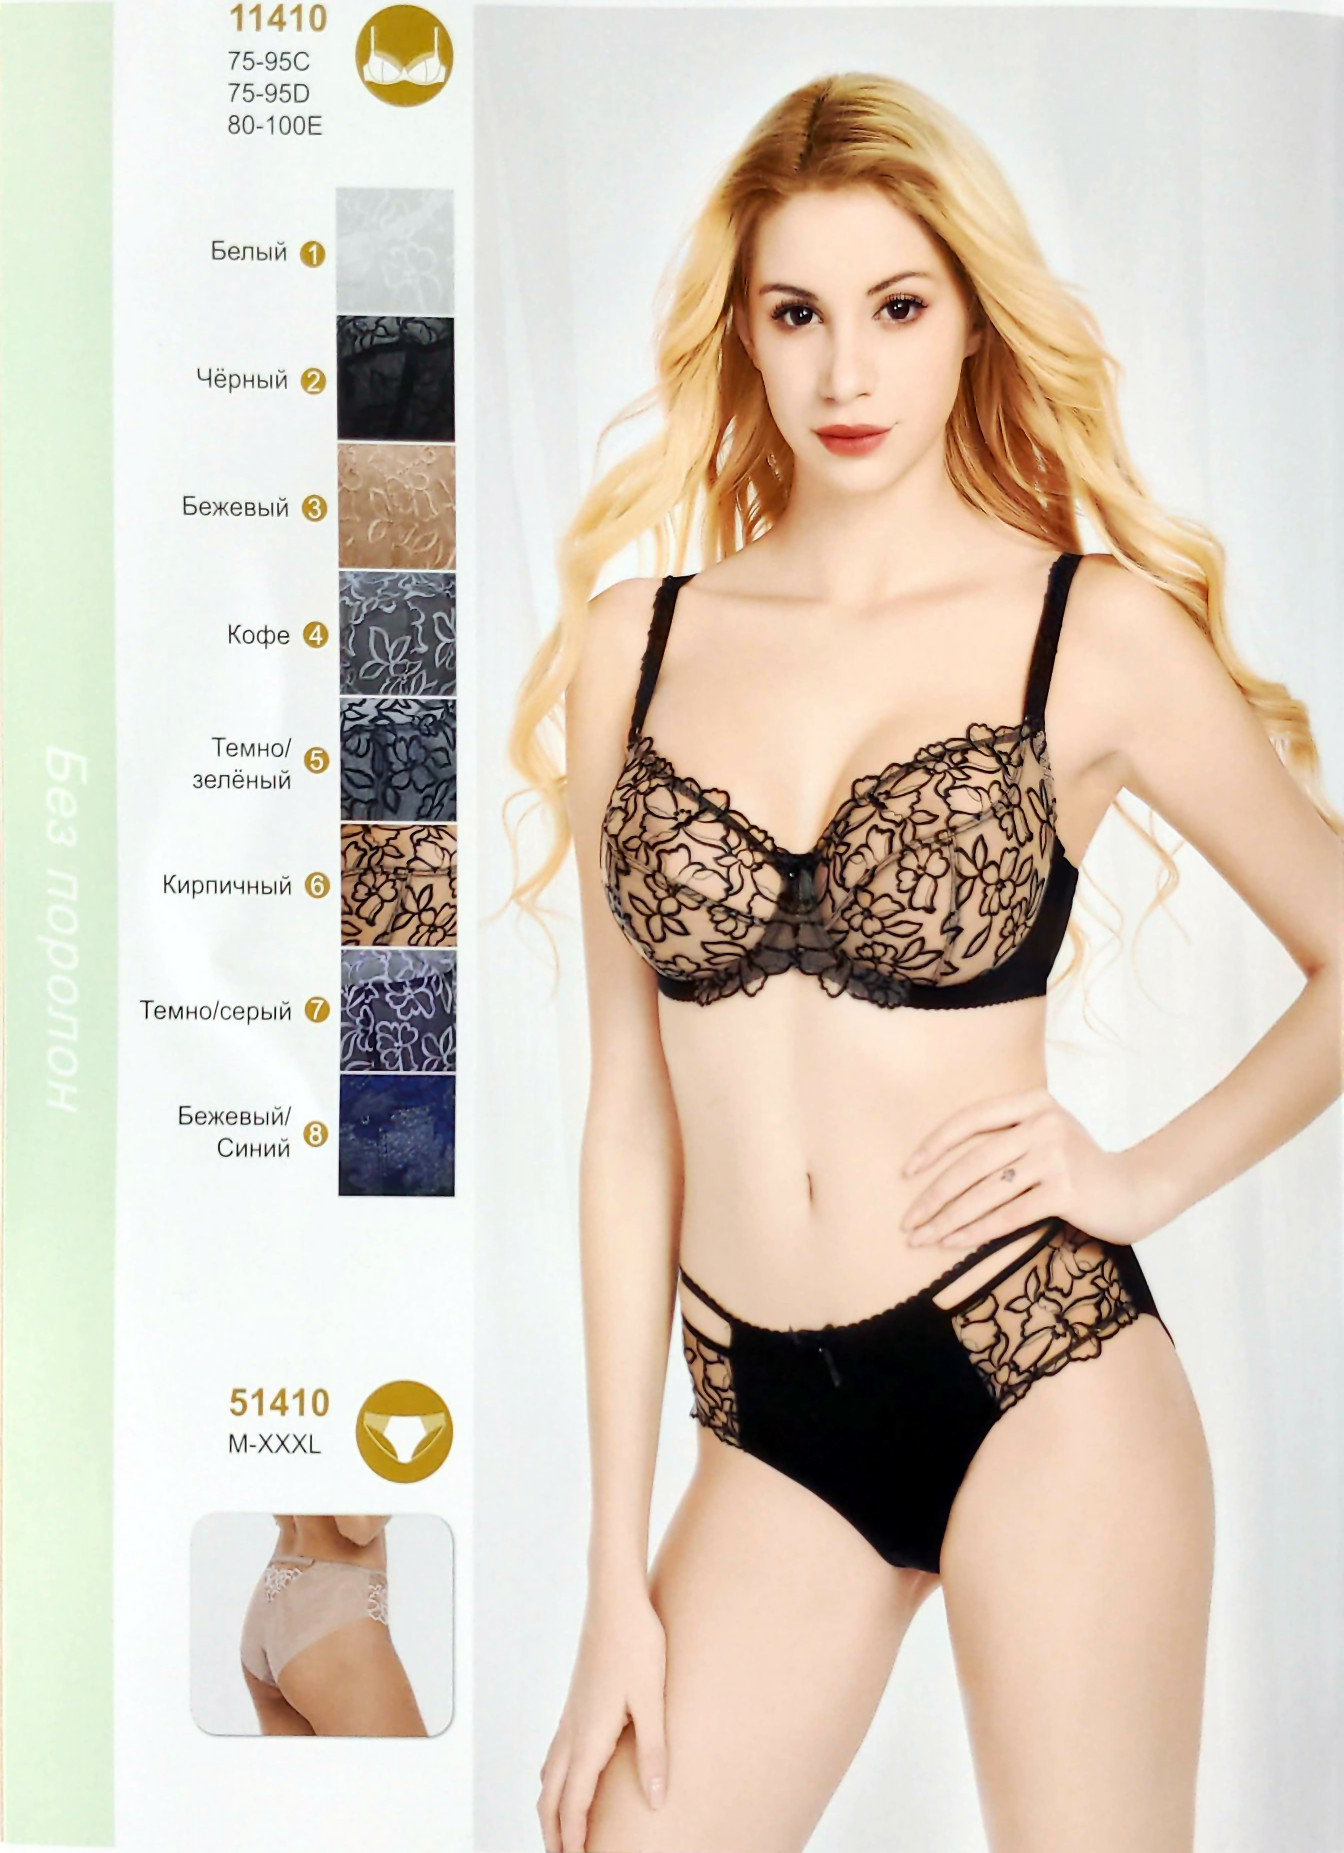 11410
75-95C
75-95D
80-100E
Белый 1
Чёрный 2
Бежевый 3
Кофе 4
Темно/
зелёный 5
Кирпичный 6
Темно/серый 7
Бежевый/
Синий 8
Без поролон
51410
M-XXXL